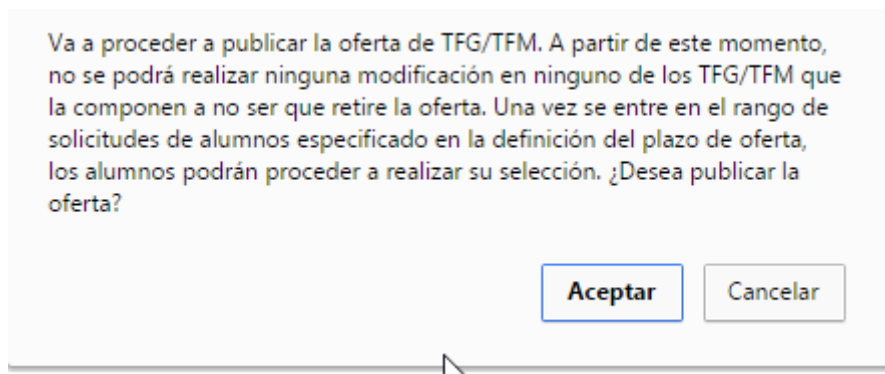 Va a proceder a publicar la oferta de TFG/TFM. A partir de este momento,
no se podrá realizar ninguna modificación en ninguno de los TFG/TFM que
la componen a no ser que retire la oferta. Una vez se entre en el rango de
solicitudes de alumnos especificado en la definición del plazo de oferta,
los alumnos podrán proceder a realizar su selección. ¿Desea publicar la
oferta?
Aceptar
Cancelar